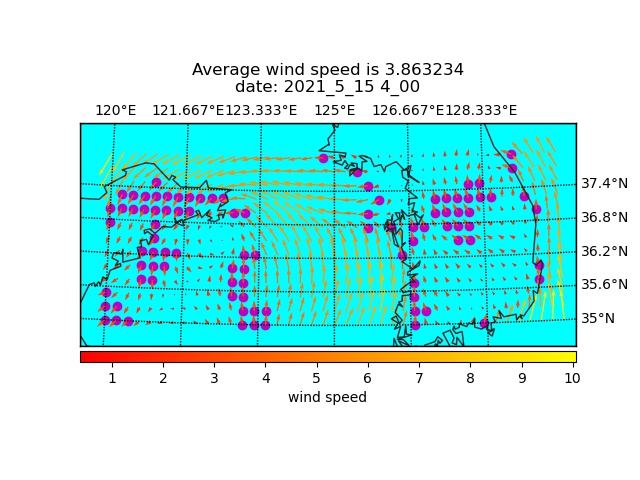 Average wind speed is 3.863234
date: 2021_5_15 4_00
120°E 121.667°E 123.333°E 125°E 126.667°E 128.333°E
37.4°N
36.8°N
36.2°N
35.6°N
35°N
1 2 3 4 5 6 7 8 9 10
wind speed